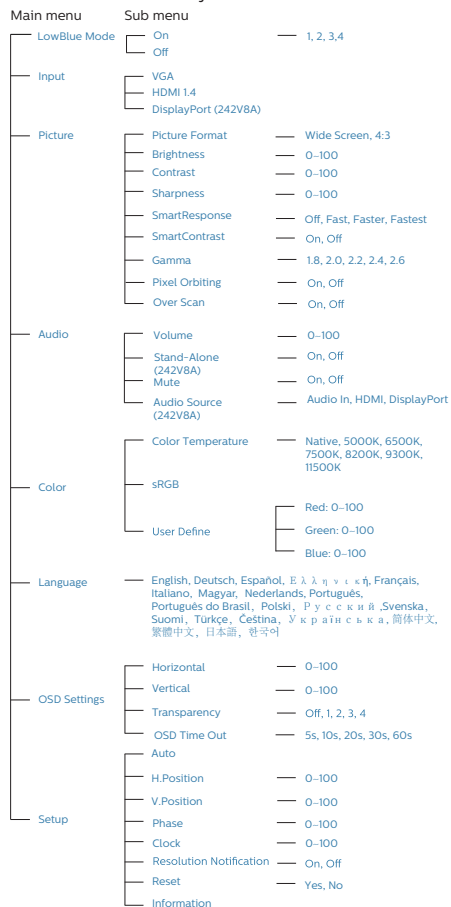 Main menu Sub menu
LowBlue Mode On 1, 2, 3,4
Off
Input VGA
HDMI 1.4
DisplayPort (242V8A)
Picture Picture Format Wide Screen, 4:3
Brightness 0–100
Contrast 0–100
Sharpness 0–100
SmartResponse Off, Fast, Faster, Fastest
SmartContrast On, Off
Gamma 1.8, 2.0, 2.2, 2.4, 2.6
Pixel Orbiting On, Off
Over Scan On, Off
Audio Volume 0–100
Stand-Alone On, Off
(242V8A)
Mute On, Off
Audio Source Audio In, HDMI, DisplayPort
(242V8A)
Color Temperature Native, 5000K, 6500K,
7500K, 8200K, 9300K,
11500K
Color sRGB
Red: 0–100
User Define Green: 0–100
Blue: 0–100
Language English, Deutsch, Español, Ελληνική, Français,
Italiano, Magyar, Nederlands, Português,
Português do Brasil, Polski, Русский ,Svenska,
Suomi, Türkçe, Čeština, Українська, 简体中文,
繁體中文, 日本語, 한국어
Horizontal 0–100
Vertical 0–100
OSD Settings
Transparency Off, 1, 2, 3, 4
OSD Time Out 5s, 10s, 20s, 30s, 60s
Auto
H.Position 0–100
V.Position 0–100
Setup Phase 0–100
Clock 0–100
Resolution Notification On, Off
Reset Yes, No
Information